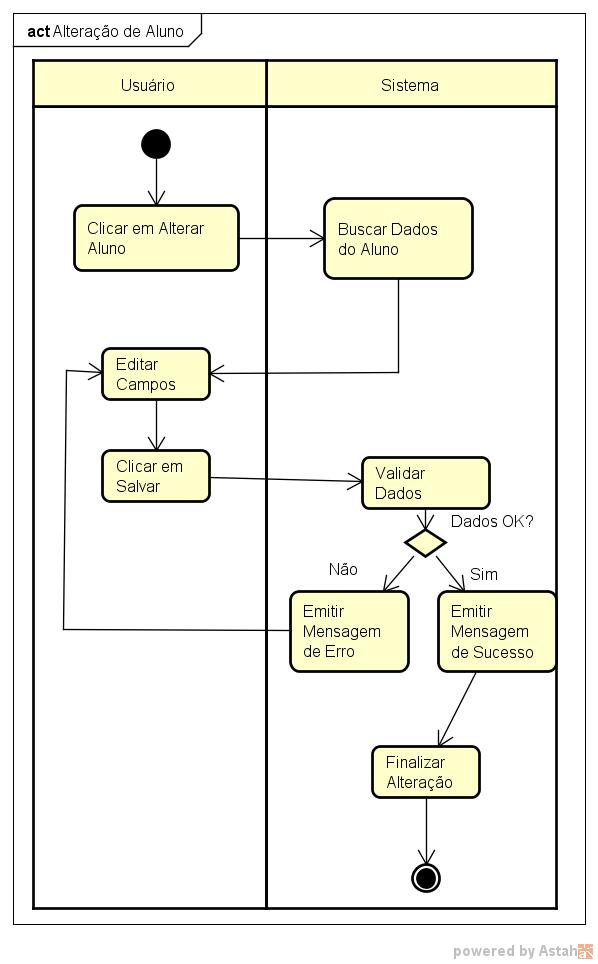 act Alteração de Aluno
Usuário
Sistema
Clicar em Alterar
Aluno
Buscar Dados
do Aluno
Editar
Campos
Clicar em
Salvar
Validar
Dados
Dados OK?
Não
Sim
Emitir
Mensagem
de Erro
Emitir
Mensagem
de Sucesso
Finalizar
Alteração
powered by Astah